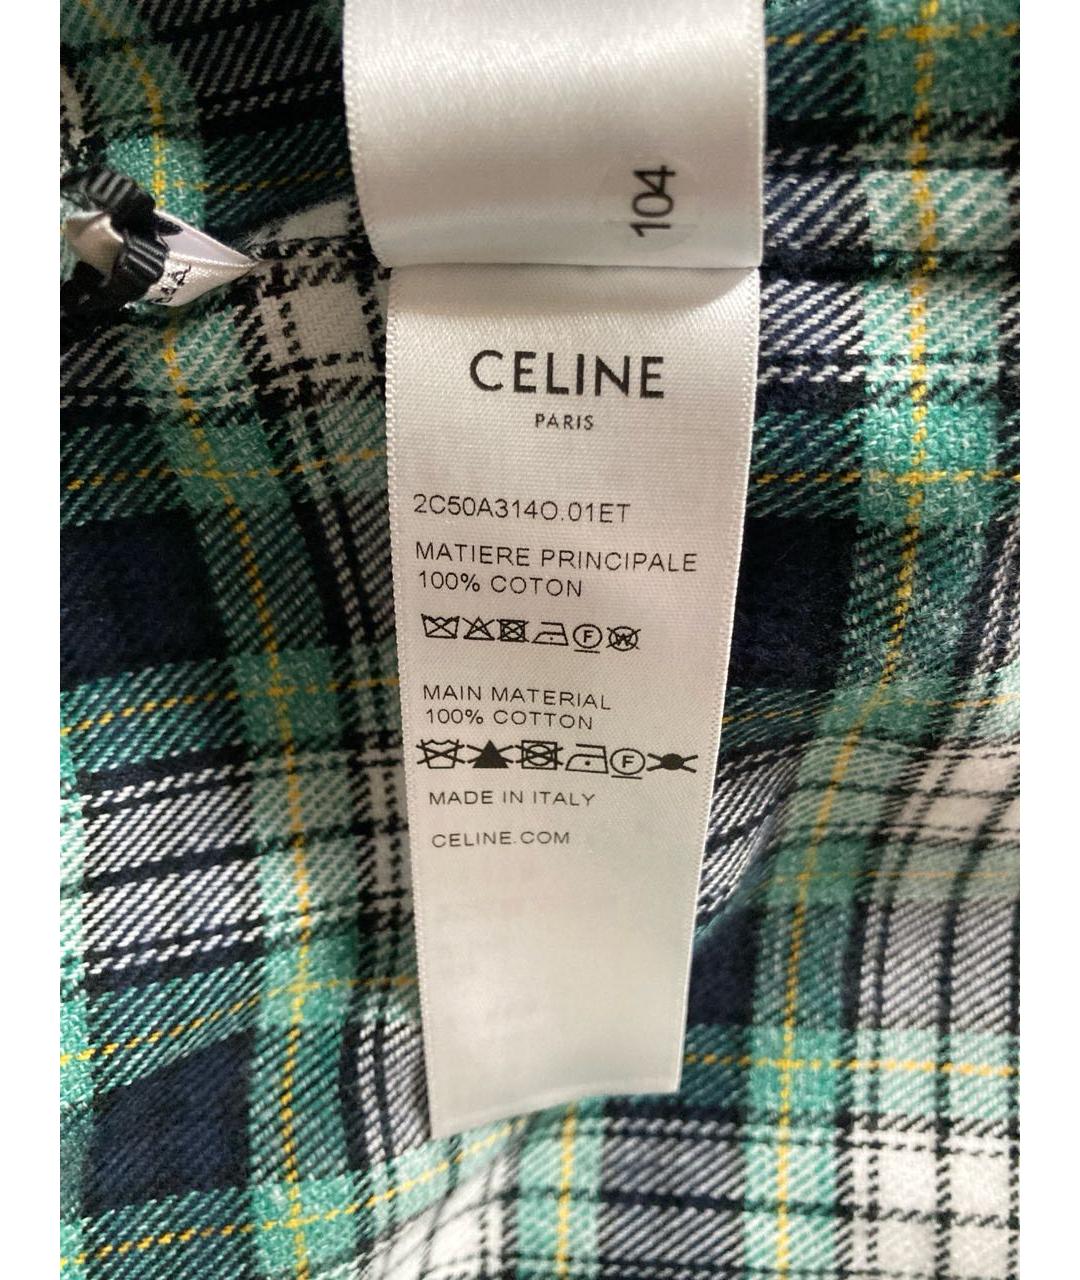 104
CELINE
PARIS
2C50A314O.01ET
MATIERE PRINCIPALE
100% COTON
F W
MAIN MATERIAL
100% COTTON
F
MADE IN ITALY
CELINE.COM